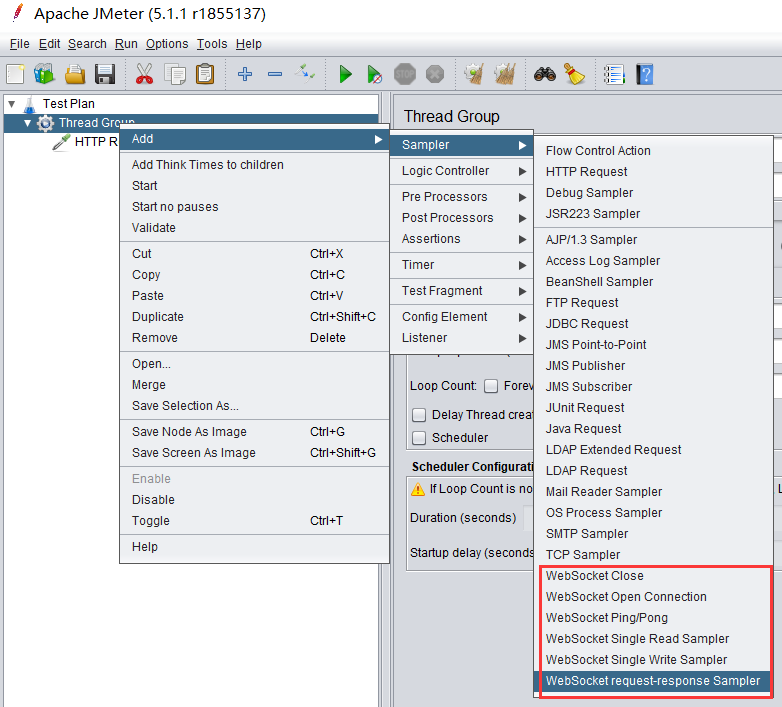 Apache JMeter (5.1.1 r1855137)
File Edit Search Run Options Tools Help
STOP
Test Plan
Thread Group
HTTP R
Add
Add Think Times to children
Start
Start no pauses
Validate
Cut Ctrl+X
Copy Ctrl+C
Paste Ctrl+V
Duplicate Ctrl+Shift+C
Remove Delete
Open...
Merge
Save Selection As...
Save Node As Image Ctrl+G
Save Screen As Image Ctrl+Shift+G
Enable
Disable
Toggle Ctrl+T
Help
Thread Group
Sampler
Logic Controller
Pre Processors
Post Processors
Assertions
Timer
Test Fragment
Config Element
Listener
Loop Count: Forev
Delay Thread creat
Scheduler
Scheduler Configurati
If Loop Count is no
Duration (seconds)
Startup delay (seconds
Flow Control Action
HTTP Request
Debug Sampler
JSR223 Sampler
AJP/1.3 Sampler
Access Log Sampler
BeanShell Sampler
FTP Request
JDBC Request
JMS Point-to-Point
JMS Publisher
JMS Subscriber
JUnit Request
Java Request
LDAP Extended Request
LDAP Request
Mail Reader Sampler
OS Process Sampler
SMTP Sampler
TCP Sampler
WebSocket Close
WebSocket Open Connection
WebSocket Ping/Pong
WebSocket Single Read Sampler
WebSocket Single Write Sampler
WebSocket request-response Sampler